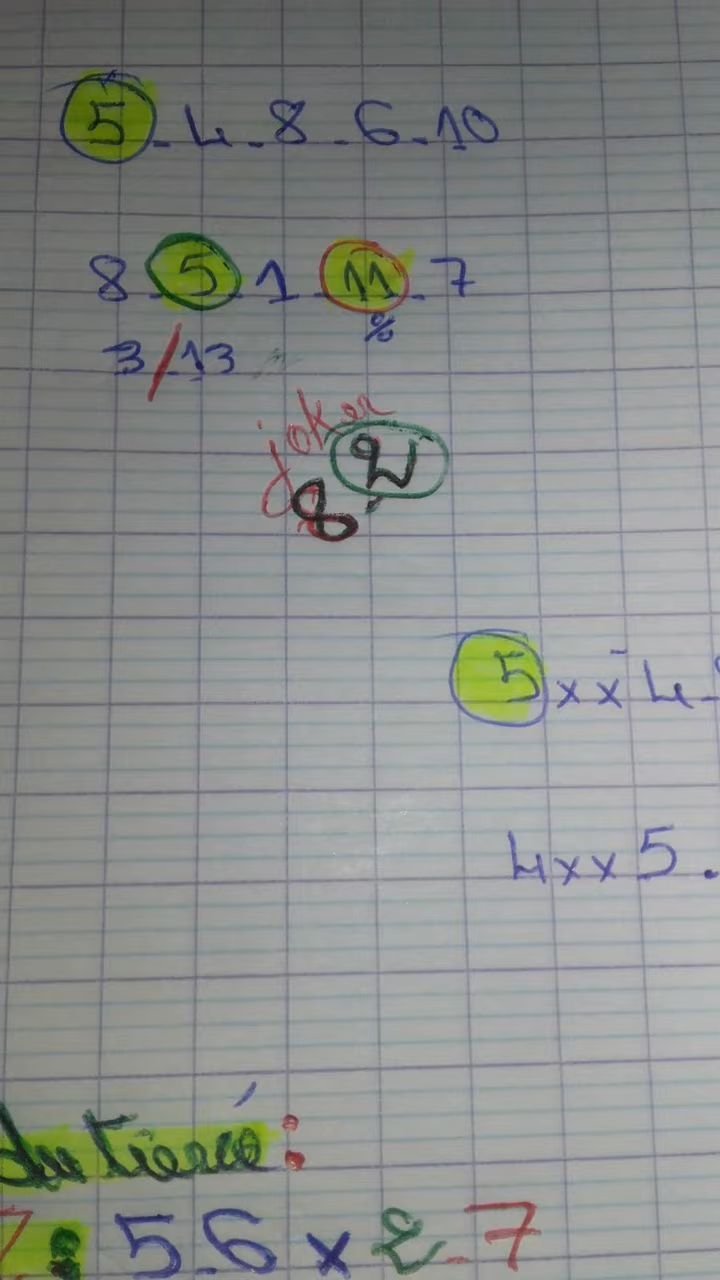 5 - 4 - 8 - 6 - 10
8 - 5 - 1 - 11 - 7
%
3/13
joker
8
5 x x 4 -
4 x x 5 .
du tiercé :
7 : 5 6 x 2 - 7